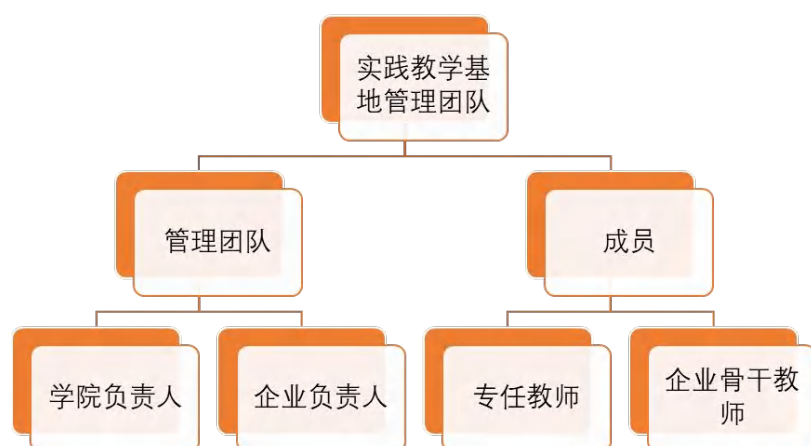 实践教学基
地管理团队
管理团队
成员
学院负责人
企业负责人
专任教师
企业骨干教
师